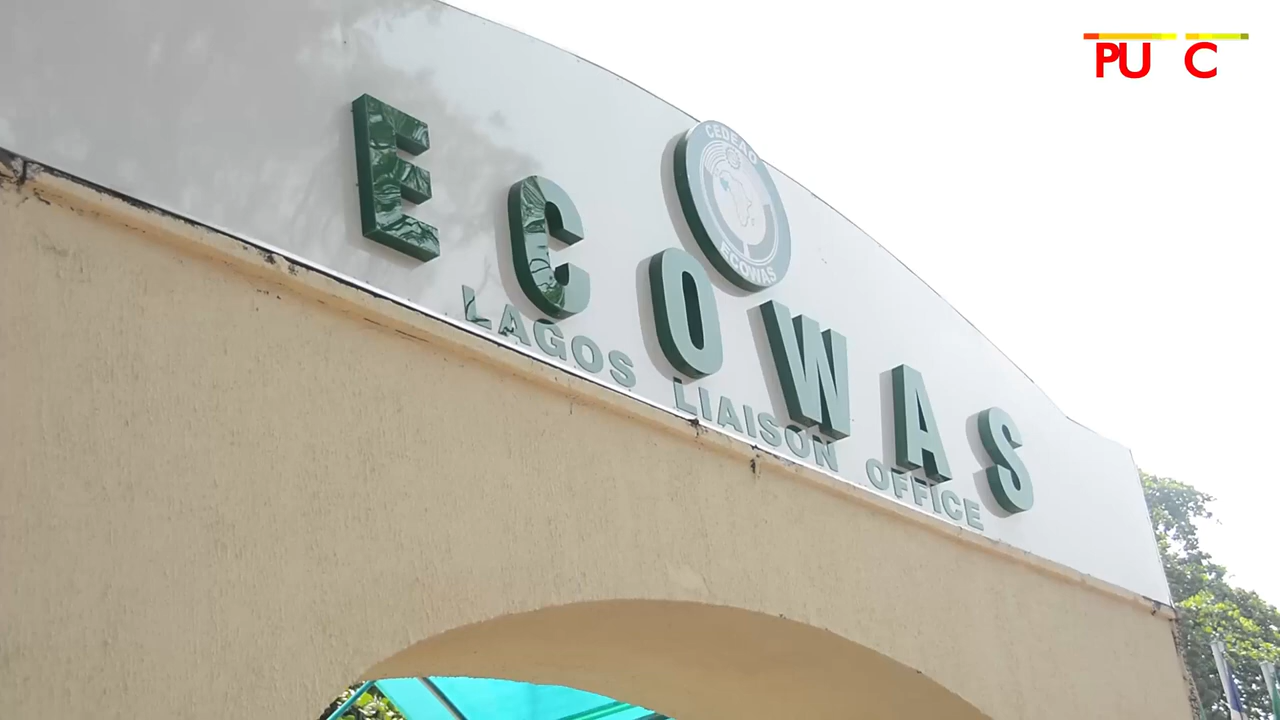 PU C
CEDEAO
ECOWAS
ECOWAS
LAGOS LIAISON OFFICE